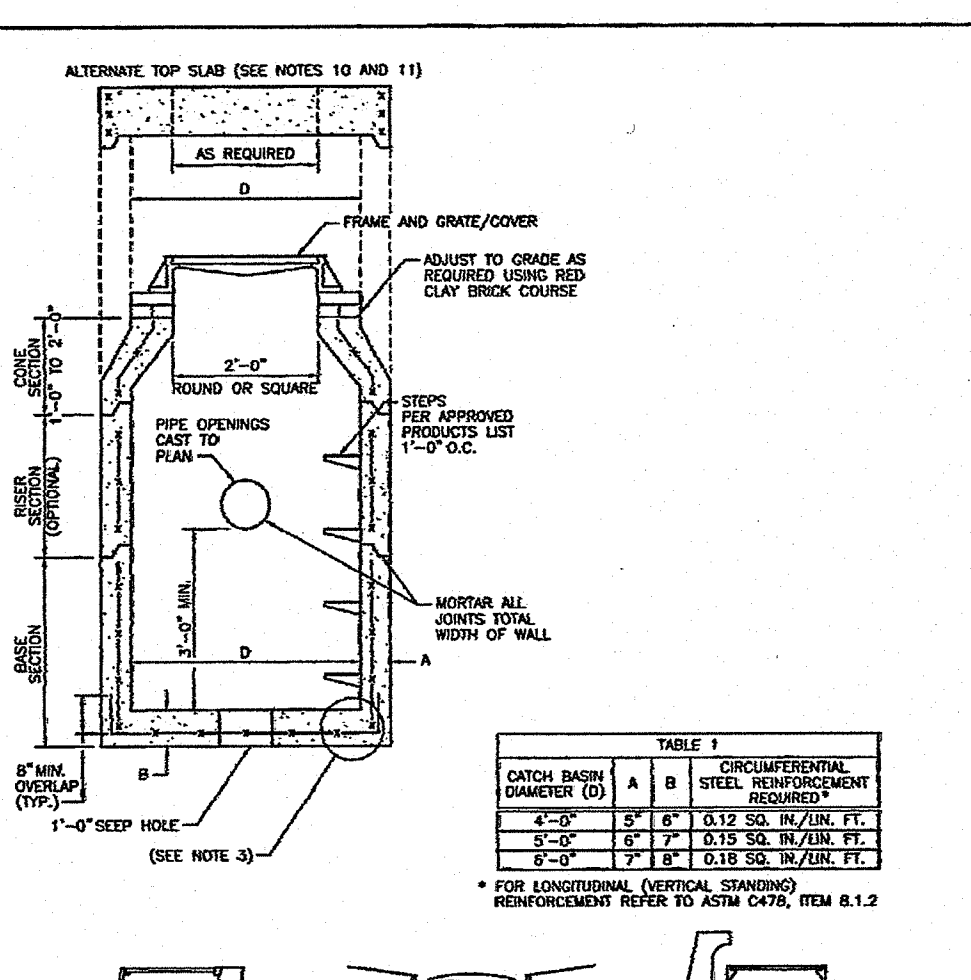 ALTERNATE TOP SLAB (SEE NOTES 10 AND 11)
AS REQUIRED
D
FRAME AND GRATE/COVER
ADJUST TO GRADE AS
REQUIRED USING RED
CLAY BRICK COURSE
CONE
SECTION
1'-0" TO 2'-0"
2'-0"
ROUND OR SQUARE
STEPS
PER APPROVED
PRODUCTS LIST
1'-0" O.C.
PIPE OPENINGS
CAST TO
PLAN
RISER
SECTION
(OPTIONAL)
3'-0" MIN.
MORTAR ALL
JOINTS TOTAL
WIDTH OF WALL
BASE
SECTION
D
A
8" MIN.
OVERLAP
(TYP.)
B
1'-0" SEEP HOLE
(SEE NOTE 3)
TABLE 1
CATCH BASIN
DIAMETER (D)
A
B
CIRCUMFERENTIAL
STEEL REINFORCEMENT
REQUIRED*
4'-0" 5" 6" 0.12 SQ. IN./LIN. FT.
5'-0" 6" 7" 0.15 SQ. IN./LIN. FT.
6'-0" 7" 8" 0.18 SQ. IN./LIN. FT.
* FOR LONGITUDINAL (VERTICAL STANDING)
REINFORCEMENT REFER TO ASTM C478, ITEM 8.1.2